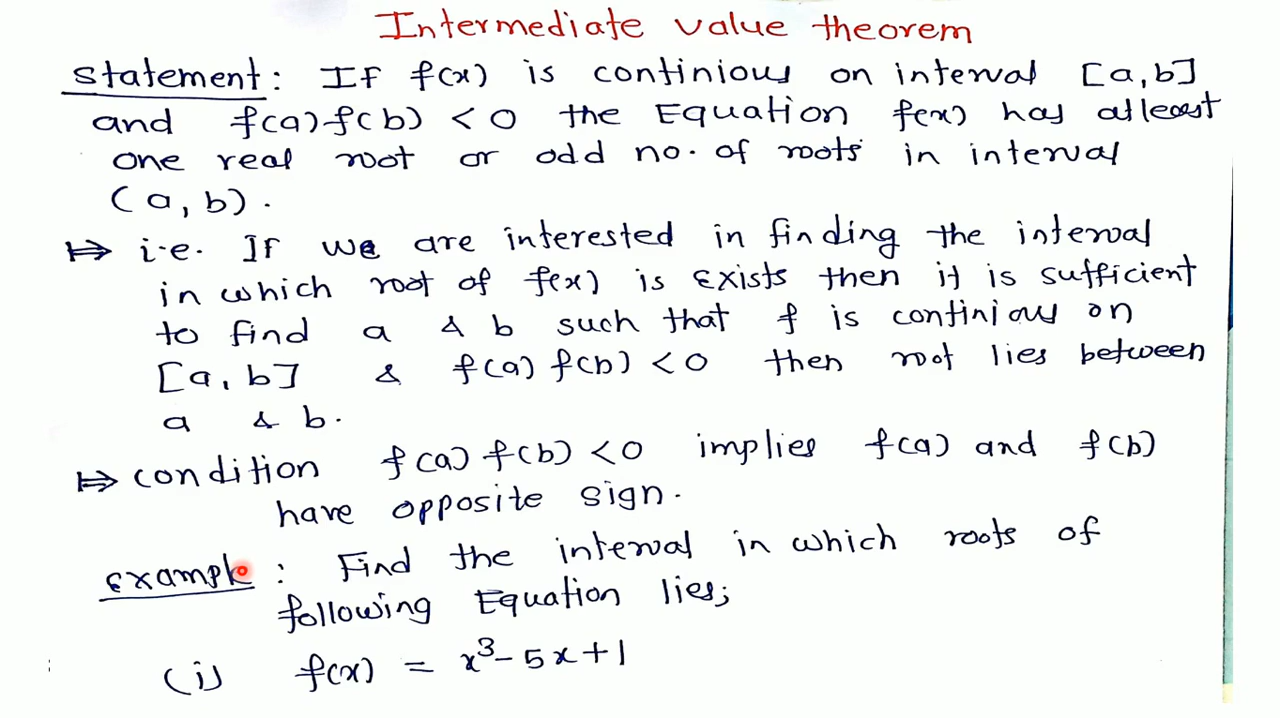 Intermediate value theorem
Statement: If f(x) is continious on interval [a,b]
and f(a)f(b) < 0 the Equation f(x) has atleast
one real root or odd no. of roots in interval
(a, b).
⇒ i.e. If we are interested in finding the interval
in which root of f(x) is exists then it is sufficient
to find a & b such that f is continious on
[a, b] & f(a) f(b) < 0 then root lies between
a & b.
⇒ condition f(a) f(b) < 0 implies f(a) and f(b)
have opposite sign.
Example: Find the interval in which roots of
following Equation lies;
(i) f(x) = x³ - 5x + 1